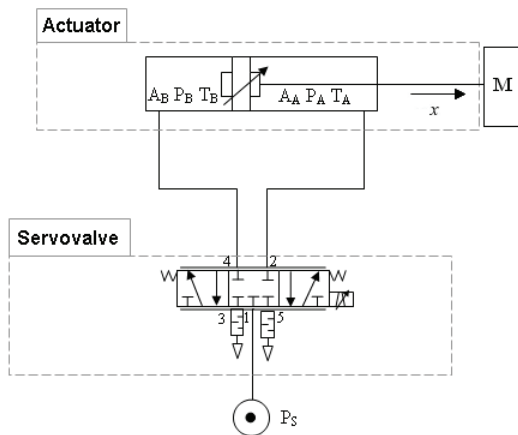 Actuator
A_B P_B T_B
A_A P_A T_A
M
x
Servovalve
4
2
3
1
5
P_S